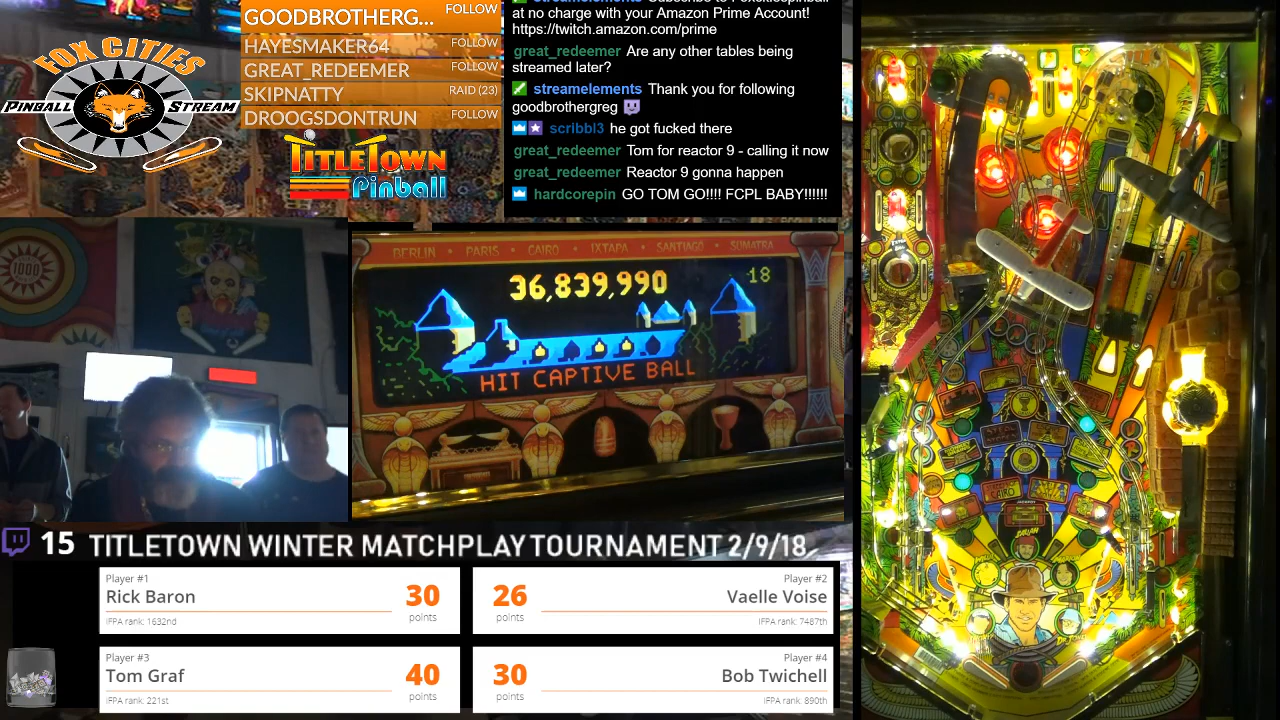 FOX CITIES
PINBALL STREAM
GOODBROTHERG... FOLLOW
HAYESMAKER64 FOLLOW
GREAT_REDEEMER FOLLOW
SKIPNATTY RAID (23)
DROOGSDONTRUN FOLLOW
TITLETOWN
Pinball
at no charge with your Amazon Prime Account!
https://twitch.amazon.com/prime
great_redeemer Are any other tables being
streamed later?
streamelements Thank you for following
goodbrothergreg
scribbl3 he got fucked there
great_redeemer Tom for reactor 9 - calling it now
great_redeemer Reactor 9 gonna happen
hardcorepin GO TOM GO!!!! FCPL BABY!!!!!!
1000
BERLIN • PARIS • CAIRO • IXTAPA • SANTIAGO • SUMATRA
36,839,990
18
HIT CAPTIVE BALL
15 TITLETOWN WINTER MATCHPLAY TOURNAMENT 2/9/18
Player #1
Rick Baron
IFPA rank: 1632nd
30
points
26
points
Player #2
Vaelle Voise
IFPA rank: 7487th
Player #3
Tom Graf
IFPA rank: 221st
40
points
30
points
Player #4
Bob Twichell
IFPA rank: 890th
CAIRO
JACKPOT